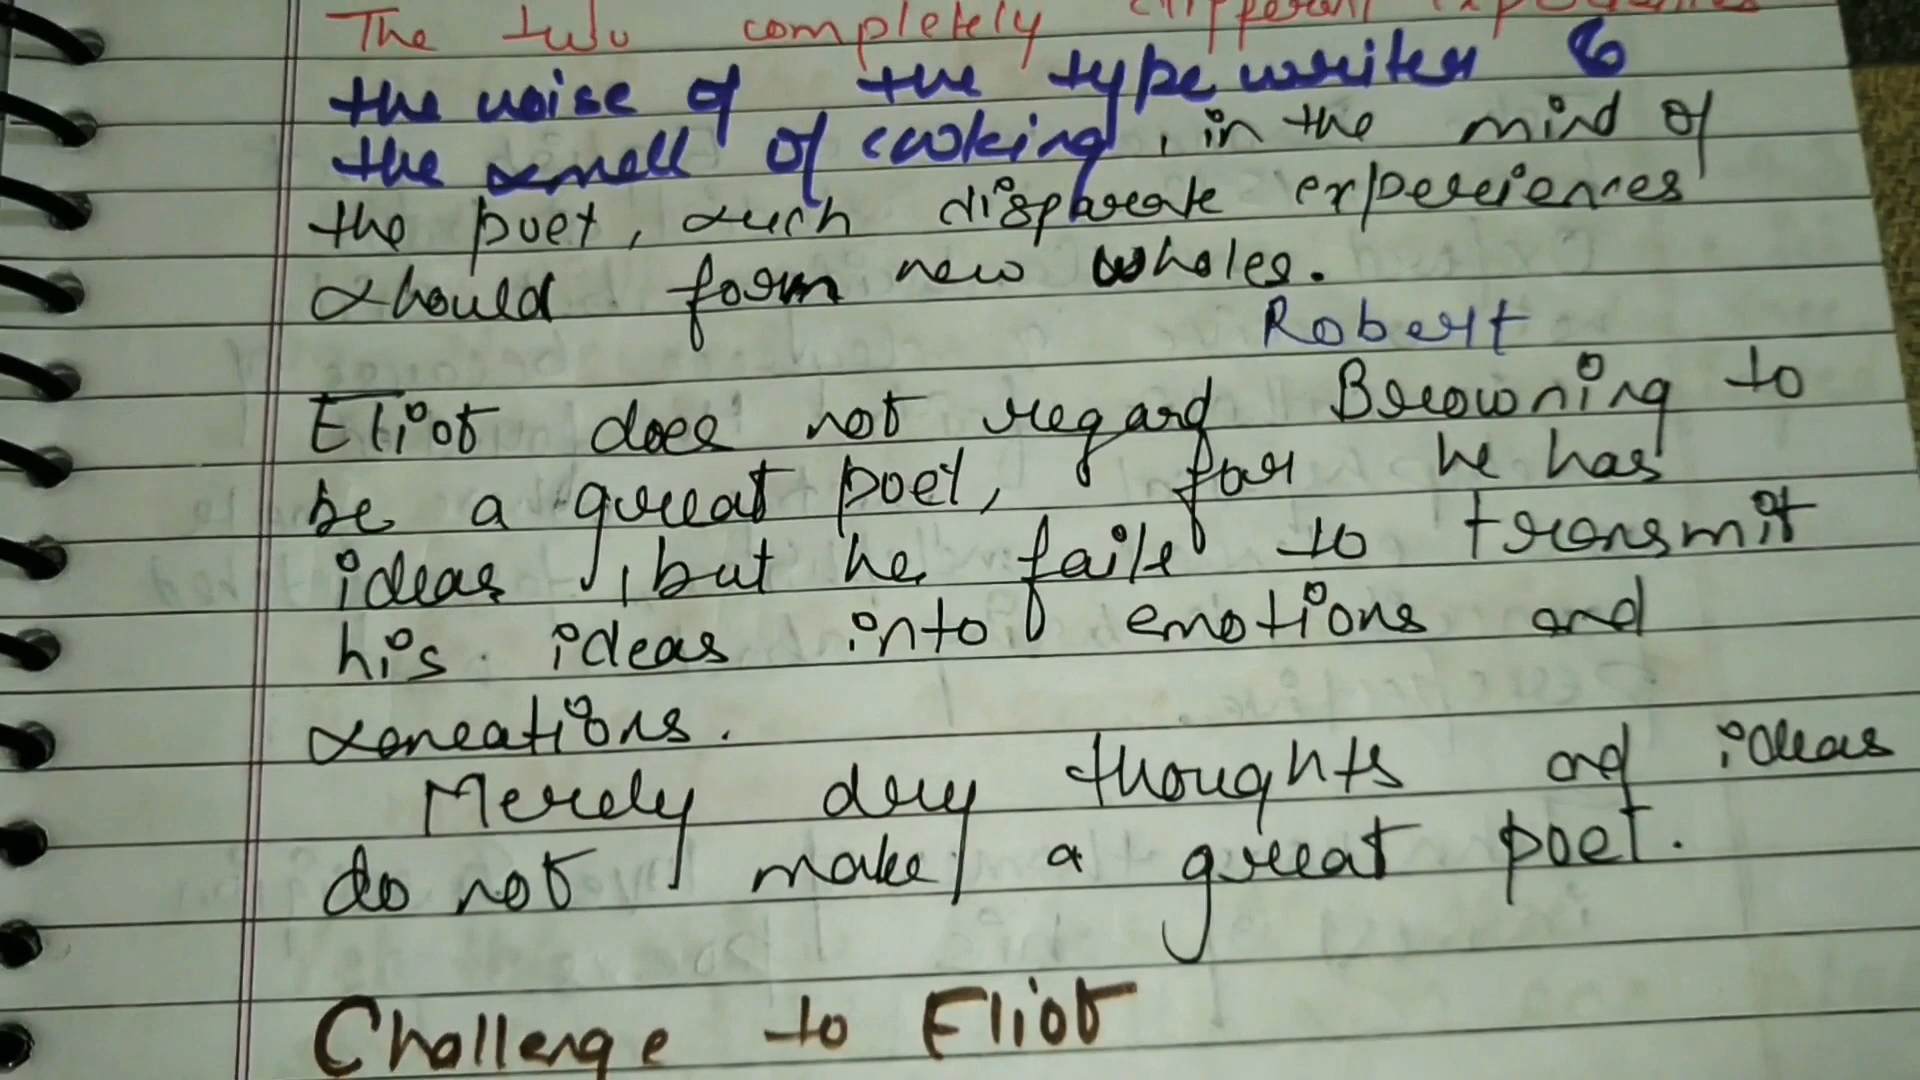 The two completely different experiences
the noise of the typewriter &
the smell of cooking, in the mind of
the poet, such disparate experiences
should form new wholes.
Robert
Eliot does not regard Browning to
be a great poet, for he has
ideas, but he fails to transmit
his ideas into emotions and
sensations.
Merely dry thoughts and ideas
do not make a great poet.
Challenge to Eliot